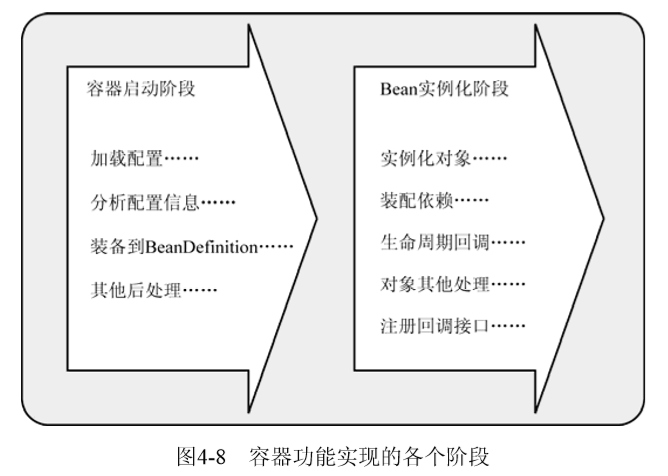 容器启动阶段
加载配置……
分析配置信息……
装备到BeanDefinition……
其他后处理……
Bean实例化阶段
实例化对象……
装配依赖……
生命周期回调……
对象其他处理……
注册回调接口……
图4-8 容器功能实现的各个阶段